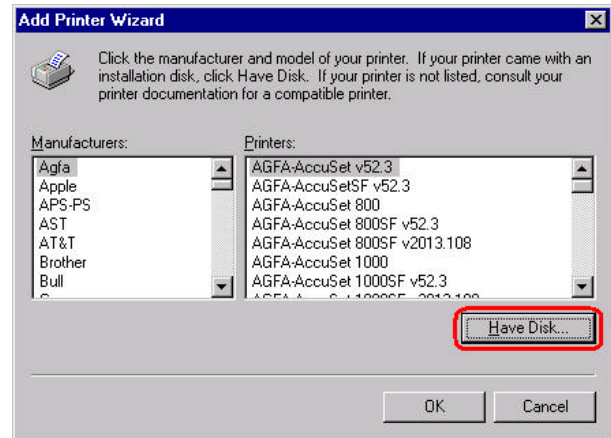 Add Printer Wizard
Click the manufacturer and model of your printer. If your printer came with an
installation disk, click Have Disk. If your printer is not listed, consult your
printer documentation for a compatible printer.
Manufacturers:
Agfa
Apple
APS-PS
AST
AT&T
Brother
Bull
Printers:
AGFA-AccuSet v52.3
AGFA-AccuSetSF v52.3
AGFA-AccuSet 800
AGFA-AccuSet 800SF v52.3
AGFA-AccuSet 800SF v2013.108
AGFA-AccuSet 1000
AGFA-AccuSet 1000SF v52.3
Have Disk...
OK
Cancel